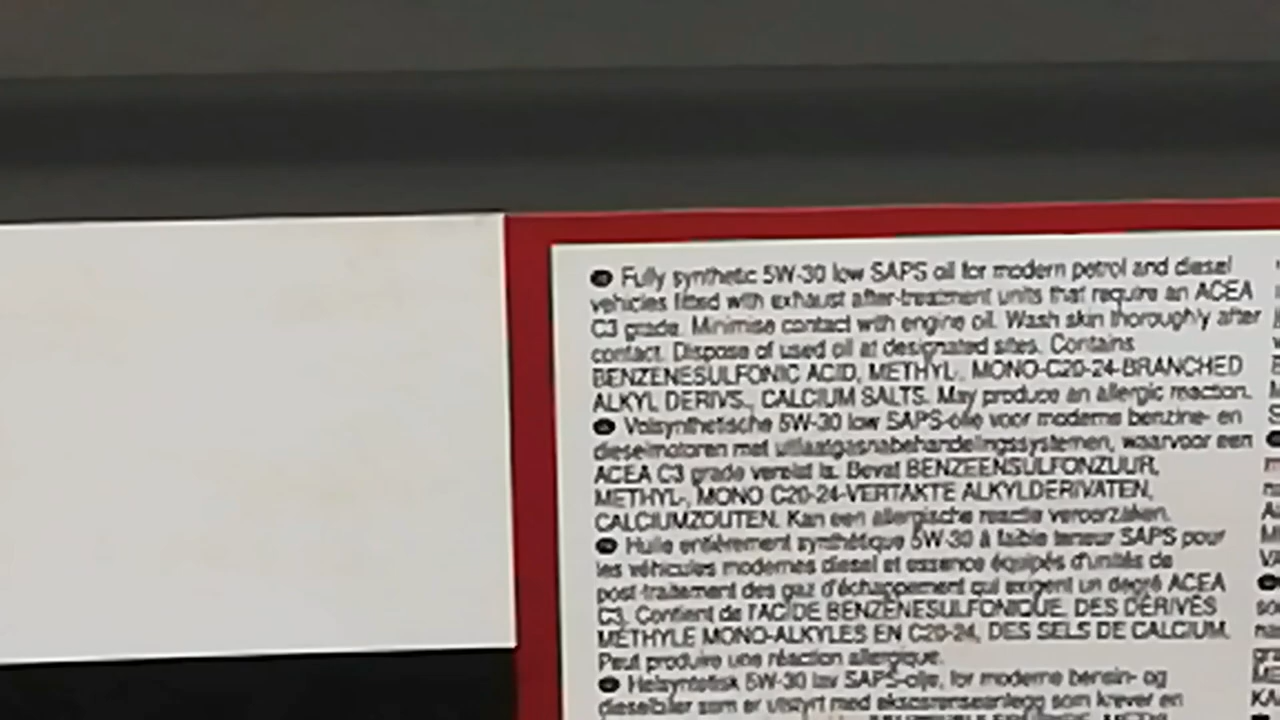 Fully synthetic 5W-30 low SAPS oil for modern petrol and diesel
vehicles fitted with exhaust after-treatment units that require an ACEA
C3 grade. Minimise contact with engine oil. Wash skin thoroughly after
contact. Dispose of used oil at designated sites. Contains
BENZENESULFONIC ACID, METHYL-, MONO-C20-24-BRANCHED
ALKYL DERIVS., CALCIUM SALTS. May produce an allergic reaction.
Volsynthetische 5W-30 low SAPS-olie voor moderne benzine- en
dieselmotoren met uitlaatgasnabehandelingssystemen, waarvoor een
ACEA C3 grade vereist is. Bevat BENZEENSULFONZUUR,
METHYL-, MONO C20-24-VERTAKTE ALKYLDERIVATEN,
CALCIUMZOUTEN. Kan een allergische reactie veroorzaken.
Huile entièrement synthétique 5W-30 à faible teneur SAPS pour
les véhicules modernes diesel et essence équipés d'unités de
post-traitement des gaz d'échappement qui exigent un degré ACEA
C3. Contient de l'ACIDE BENZÈNESULFONIQUE, DES DÉRIVÉS
MÉTHYLE MONO-ALKYLES EN C20-24, DES SELS DE CALCIUM.
Peut produire une réaction allergique.
Helsyntetisk 5W-30 lav SAPS-olje, for moderne bensin- og
dieselbiler som er utstyrt med eksosrenseanlegg som krever en